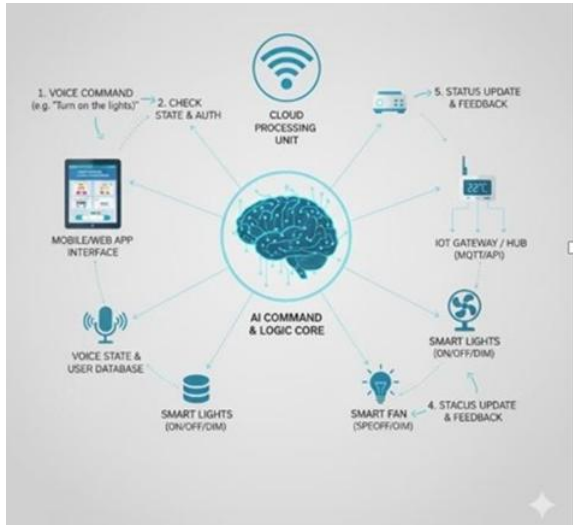 1. VOICE COMMAND
(e.g. "Turn on the lights)"
2. CHECK
STATE & AUTH
CLOUD
PROCESSING
UNIT
5. STATUS UPDATE
& FEEDBACK
MOBILE/WEB APP
INTERFACE
22°C
IOT GATEWAY / HUB
(MQTT/API)
AI COMMAND
& LOGIC CORE
VOICE STATE &
USER DATABASE
SMART LIGHTS
(ON/OFF/DIM)
SMART LIGHTS
(ON/OFF/DIM)
SMART FAN
(SPEOFF/DIM)
4. STACUS UPDATE
& FEEDBACK